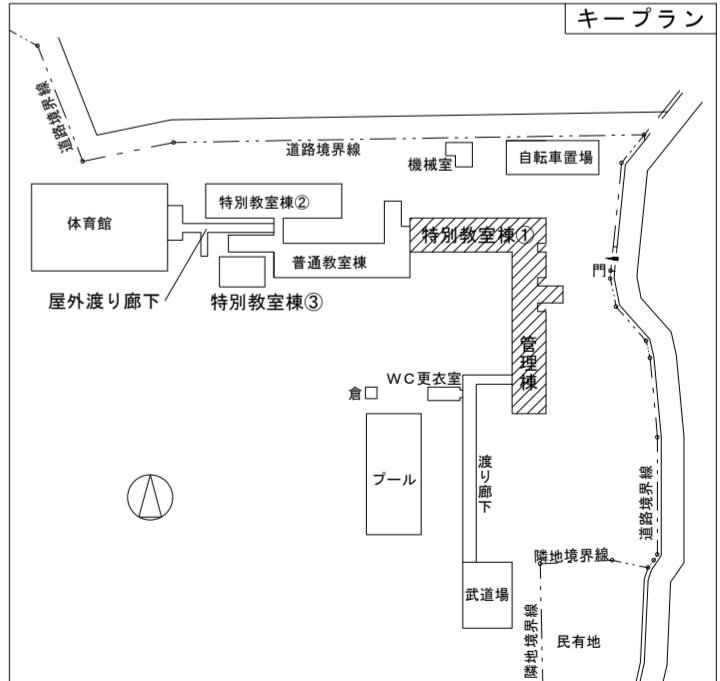 キープラン
道路境界線
道路境界線
機械室
自転車置場
特別教室棟②
体育館
特別教室棟①
普通教室棟
門
屋外渡り廊下
特別教室棟③
管理棟
WC更衣室
倉
プール
渡り廊下
道路境界線
隣地境界線
武道場
隣地境界線
民有地